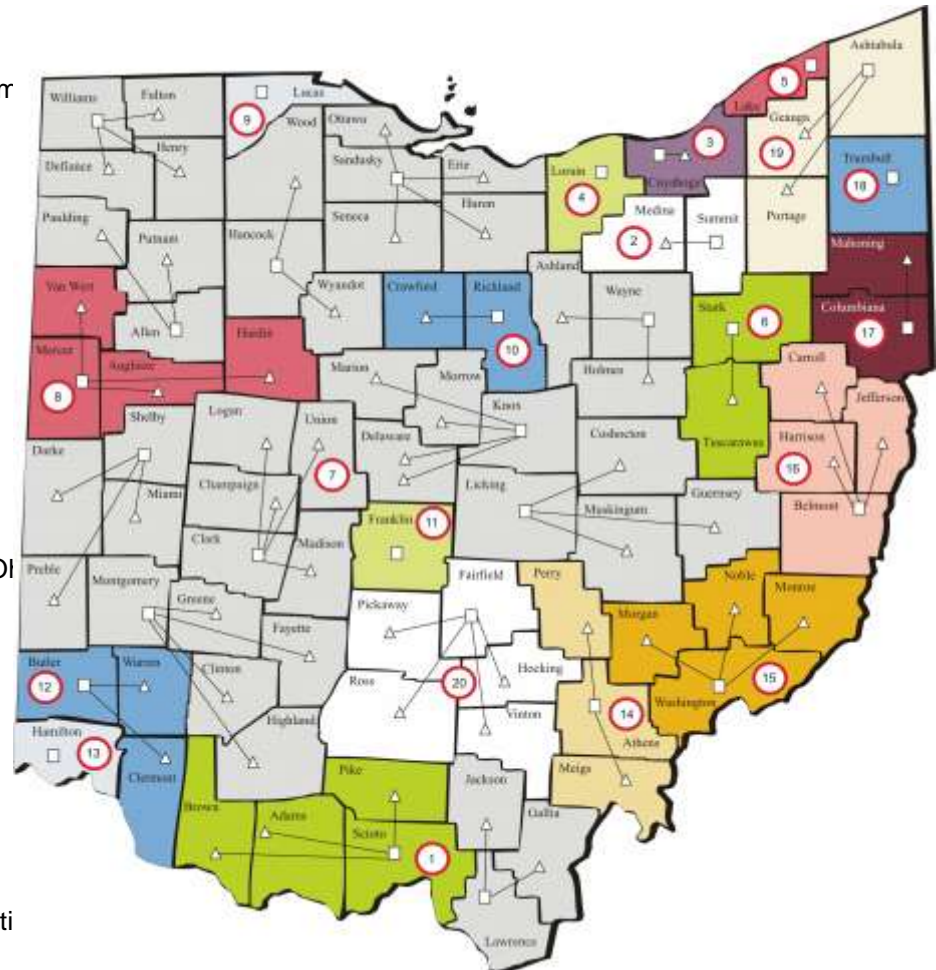 Ashtabula
5
m
Williams
Fulton
Lucas
Lake
Geauga
9
Wood
Ottawa
3
19
Henry
Sandusky
Erie
Lorain
Cuyahoga
Trumbull
Defiance
4
18
Paulding
Seneca
Huron
Medina
Summit
Portage
Putnam
Hancock
2
Mahoning
Ashland
Van Wert
Wyandot
Crawford
Richland
Wayne
Stark
Columbiana
Allen
Hardin
6
17
Mercer
10
Carroll
Auglaize
Marion
Morrow
Holmes
8
Jefferson
Shelby
Logan
Union
Knox
Darke
Delaware
Coshocton
Tuscarawas
Harrison
7
16
Champaign
Licking
Guernsey
Miami
Muskingum
Belmont
Franklin
11
Clark
Madison
Preble
Montgomery
Fairfield
Perry
Noble
Monroe
Greene
Pickaway
Morgan
Fayette
Butler
Warren
Clinton
Ross
Hocking
12
20
15
Washington
Hamilton
Highland
Vinton
14
Athens
13
Clermont
Pike
Jackson
Meigs
Brown
Adams
Gallia
Scioto
1
ti
Lawrence